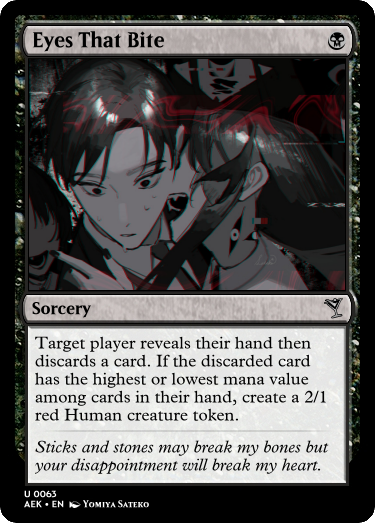 Eyes That Bite
Sorcery
Target player reveals their hand then
discards a card. If the discarded card
has the highest or lowest mana value
among cards in their hand, create a 2/1
red Human creature token.
Sticks and stones may break my bones but
your disappointment will break my heart.
U 0063
AEK • EN Yomiya Sateko